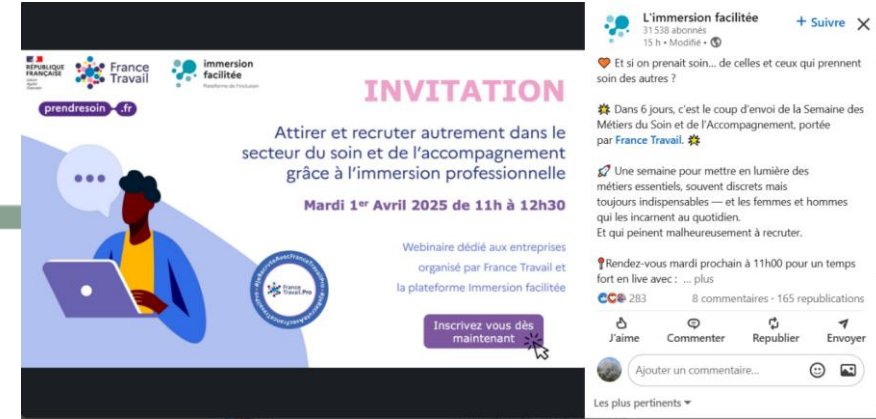 RÉPUBLIQUE
FRANÇAISE
France
Travail
immersion
facilitée
Plateforme de l'inclusion
prendresoin .fr
INVITATION
Attirer et recruter autrement dans le
secteur du soin et de l'accompagnement
grâce à l'immersion professionnelle
Mardi 1er Avril 2025 de 11h à 12h30
Webinaire dédié aux entreprises
organisé par France Travail et
la plateforme Immersion facilitée
France
Travail.Pro
Inscrivez vous dès
maintenant
L'immersion facilitée
31 538 abonnés
15 h • Modifié •
+ Suivre
🧡 Et si on prenait soin... de celles et ceux qui prennent
soin des autres ?
💥 Dans 6 jours, c'est le coup d'envoi de la Semaine des
Métiers du Soin et de l'Accompagnement, portée
par France Travail. 💥
🚀 Une semaine pour mettre en lumière des
métiers essentiels, souvent discrets mais
toujours indispensables — et les femmes et hommes
qui les incarnent au quotidien.
Et qui peinent malheureusement à recruter.
📍Rendez-vous mardi prochain à 11h00 pour un temps
fort en live avec : ... plus
283
8 commentaires · 165 republications
J'aime
Commenter
Republier
Envoyer
Ajouter un commentaire...
Les plus pertinents